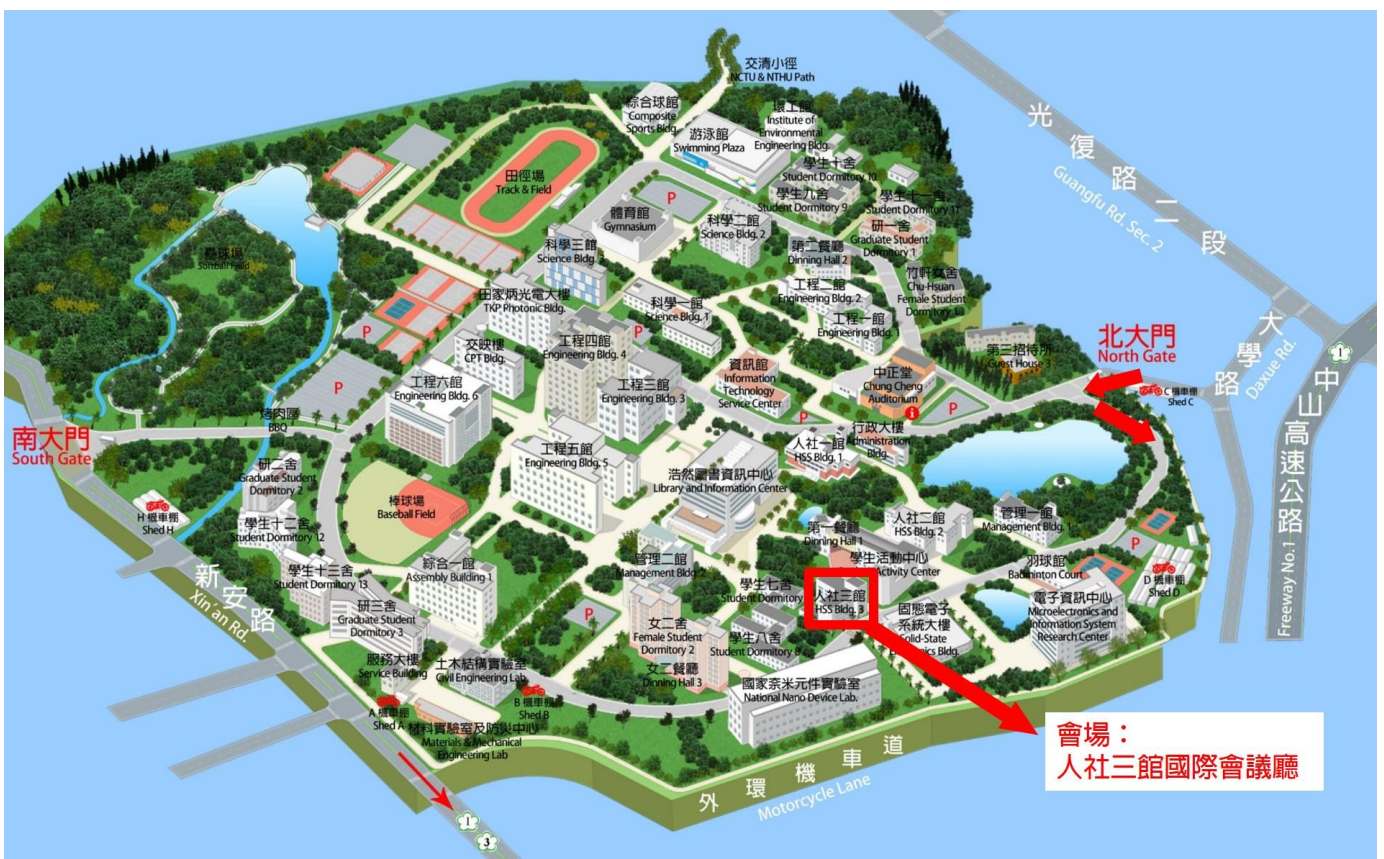 交清小徑
NCTU & NTHU Path
綜合球館
Composite
Sports Bldg.
環工館
Institute of
Environmental
Engineering Bldg.
游泳館
Swimming Plaza
學生十舍
Student Dormitory 10
田徑場
Track & Field
學生九舍
Student Dormitory 9
學生十一舍
Student Dormitory 11
P
體育館
Gymnasium
科學二館
Science Bldg. 2
研一舍
Graduate Student
Dormitory 1
科學三館
Science Bldg. 3
第二餐廳
Dinning Hall 2
壘球場
Softball Field
竹軒女舍
Chu-Hsuan
Female Student
Dormitory 1
工程二館
Engineering Bldg. 2
田家炳光電大樓
TKP Photonic Bldg.
科學一館
Science Bldg. 1
工程一館
Engineering Bldg. 1
P
P
交映樓
CPT Bldg.
工程四館
Engineering Bldg. 4
第三招待所
Guest House 3
北大門
North Gate
資訊館
Information
Technology
Service Center
中正堂
Chung Cheng
Auditorium
i
P
P
工程六館
Engineering Bldg. 6
工程三館
Engineering Bldg. 3
C 機車棚
Shed C
P
烤肉區
BBQ
南大門
South Gate
人社一館
HSS Bldg. 1
行政大樓
Administration
Bldg.
工程五館
Engineering Bldg. 5
研二舍
Graduate Student
Dormitory 2
浩然圖書資訊中心
Library and Information Center
棒球場
Baseball Field
H 機車棚
Shed H
學生十二舍
Student Dormitory 12
第一餐廳
Dinning Hall 1
人社二館
HSS Bldg. 2
管理一館
Management Bldg. 1
P
綜合一館
Assembly Building 1
管理二館
Management Bldg. 2
學生活動中心
Activity Center
羽球館
Badminton Court
D 機車棚
Shed D
學生十三舍
Student Dormitory 13
學生七舍
Student Dormitory
人社三館
HSS Bldg. 3
電子資訊中心
Microelectronics and
Information System
Research Center
研三舍
Graduate Student
Dormitory 3
P
女二舍
Female Student
Dormitory 2
學生八舍
Student Dormitory 8
固態電子
系統大樓
Solid-State
Bldg.
服務大樓
Service Building
土木結構實驗室
Civil Engineering Lab.
女二餐廳
Dinning Hall 3
國家奈米元件實驗室
National Nano Device Lab.
A 機車棚
Shed A
B 機車棚
Shed B
材料實驗室及防災中心
Materials & Mechanical
Engineering Lab
會場：
人社三館國際會議廳
外環機車道
Motorcycle Lane
新安路
Xin'an Rd.
1
3
光復路二段
Guangfu Rd. Sec. 2
大學路
Daxue Rd.
1
中山高速公路
Freeway No.1
1